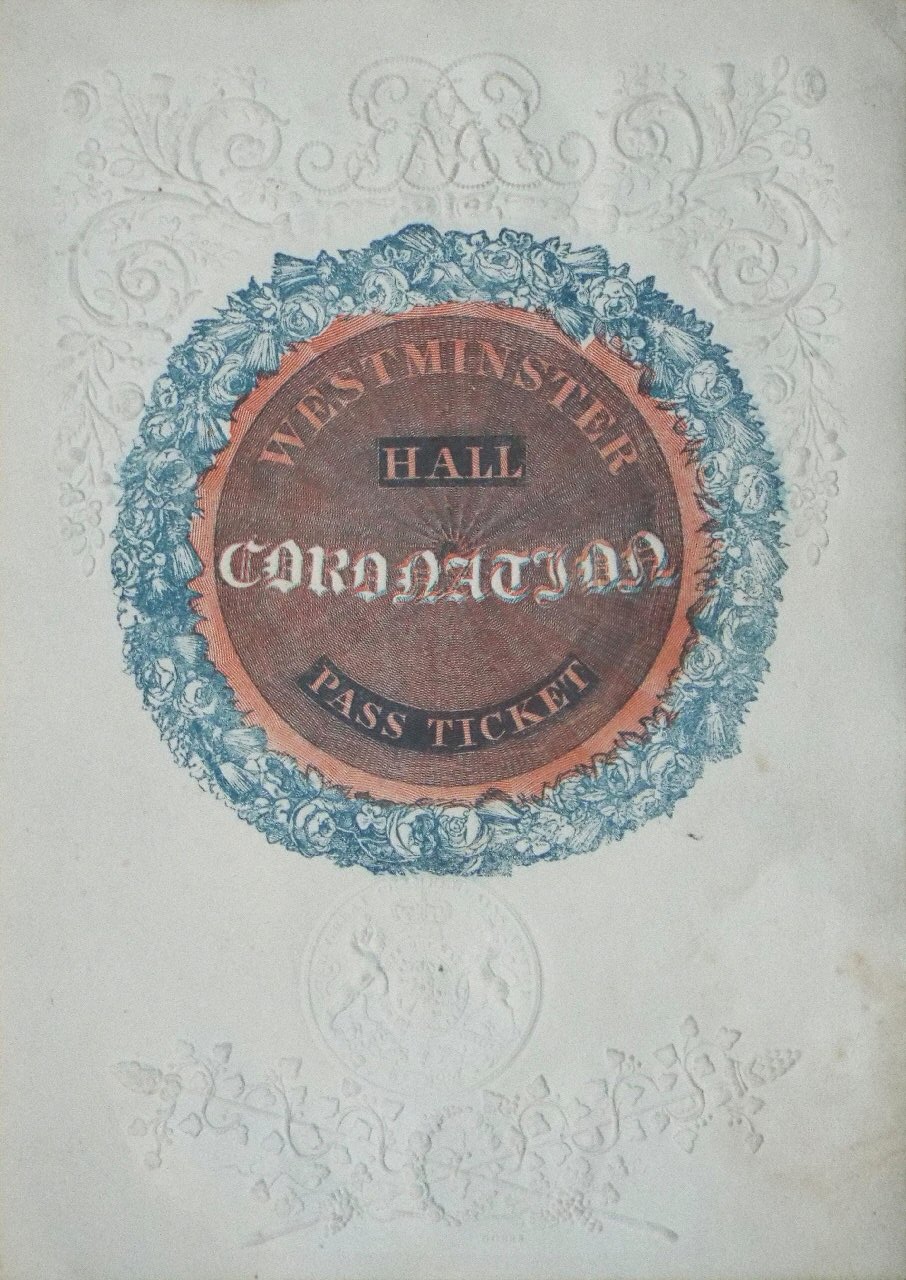 WESTMINSTER
HALL
CORONATION
PASS TICKET